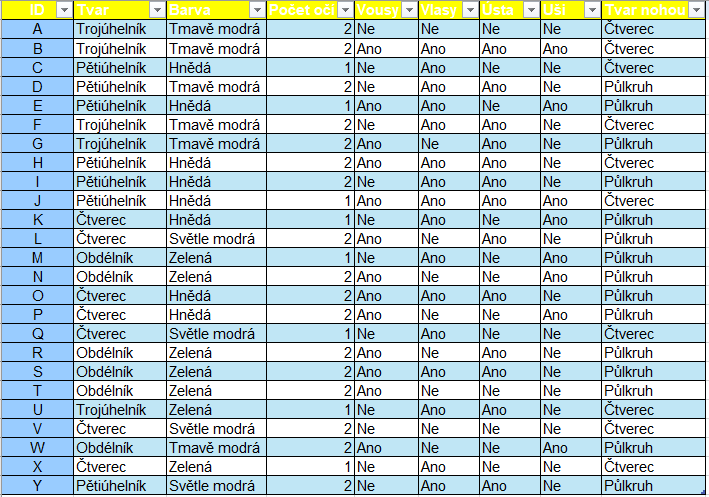 ID Tvar Barva Počet očí Vousy Vlasy Ústa Uši Tvar nohou
A Trojúhelník Tmavě modrá 2 Ne Ne Ne Ne Čtverec
B Trojúhelník Tmavě modrá 2 Ano Ano Ano Ano Čtverec
C Pětiúhelník Hnědá 1 Ne Ano Ne Ne Čtverec
D Pětiúhelník Tmavě modrá 2 Ne Ano Ano Ne Půlkruh
E Pětiúhelník Hnědá 1 Ano Ano Ne Ano Půlkruh
F Trojúhelník Tmavě modrá 2 Ne Ano Ano Ne Čtverec
G Trojúhelník Tmavě modrá 2 Ano Ne Ano Ne Půlkruh
H Pětiúhelník Hnědá 2 Ano Ano Ano Ne Čtverec
I Pětiúhelník Hnědá 2 Ne Ano Ano Ne Půlkruh
J Pětiúhelník Hnědá 1 Ano Ano Ano Ano Čtverec
K Čtverec Hnědá 1 Ne Ano Ne Ano Půlkruh
L Čtverec Světle modrá 2 Ano Ne Ano Ne Půlkruh
M Obdélník Zelená 1 Ne Ano Ne Ano Půlkruh
N Obdélník Zelená 2 Ano Ne Ano Ano Půlkruh
O Čtverec Hnědá 2 Ano Ano Ano Ne Půlkruh
P Čtverec Hnědá 2 Ano Ne Ne Ano Půlkruh
Q Čtverec Světle modrá 1 Ne Ano Ne Ne Čtverec
R Obdélník Zelená 2 Ano Ne Ano Ne Půlkruh
S Obdélník Zelená 2 Ano Ano Ano Ne Půlkruh
T Obdélník Zelená 2 Ano Ne Ne Ne Půlkruh
U Trojúhelník Zelená 1 Ne Ano Ano Ne Čtverec
V Čtverec Světle modrá 2 Ne Ne Ne Ne Čtverec
W Obdélník Tmavě modrá 2 Ano Ne Ne Ano Půlkruh
X Čtverec Zelená 1 Ne Ano Ne Ne Čtverec
Y Pětiúhelník Světle modrá 2 Ne Ano Ano Ne Půlkruh